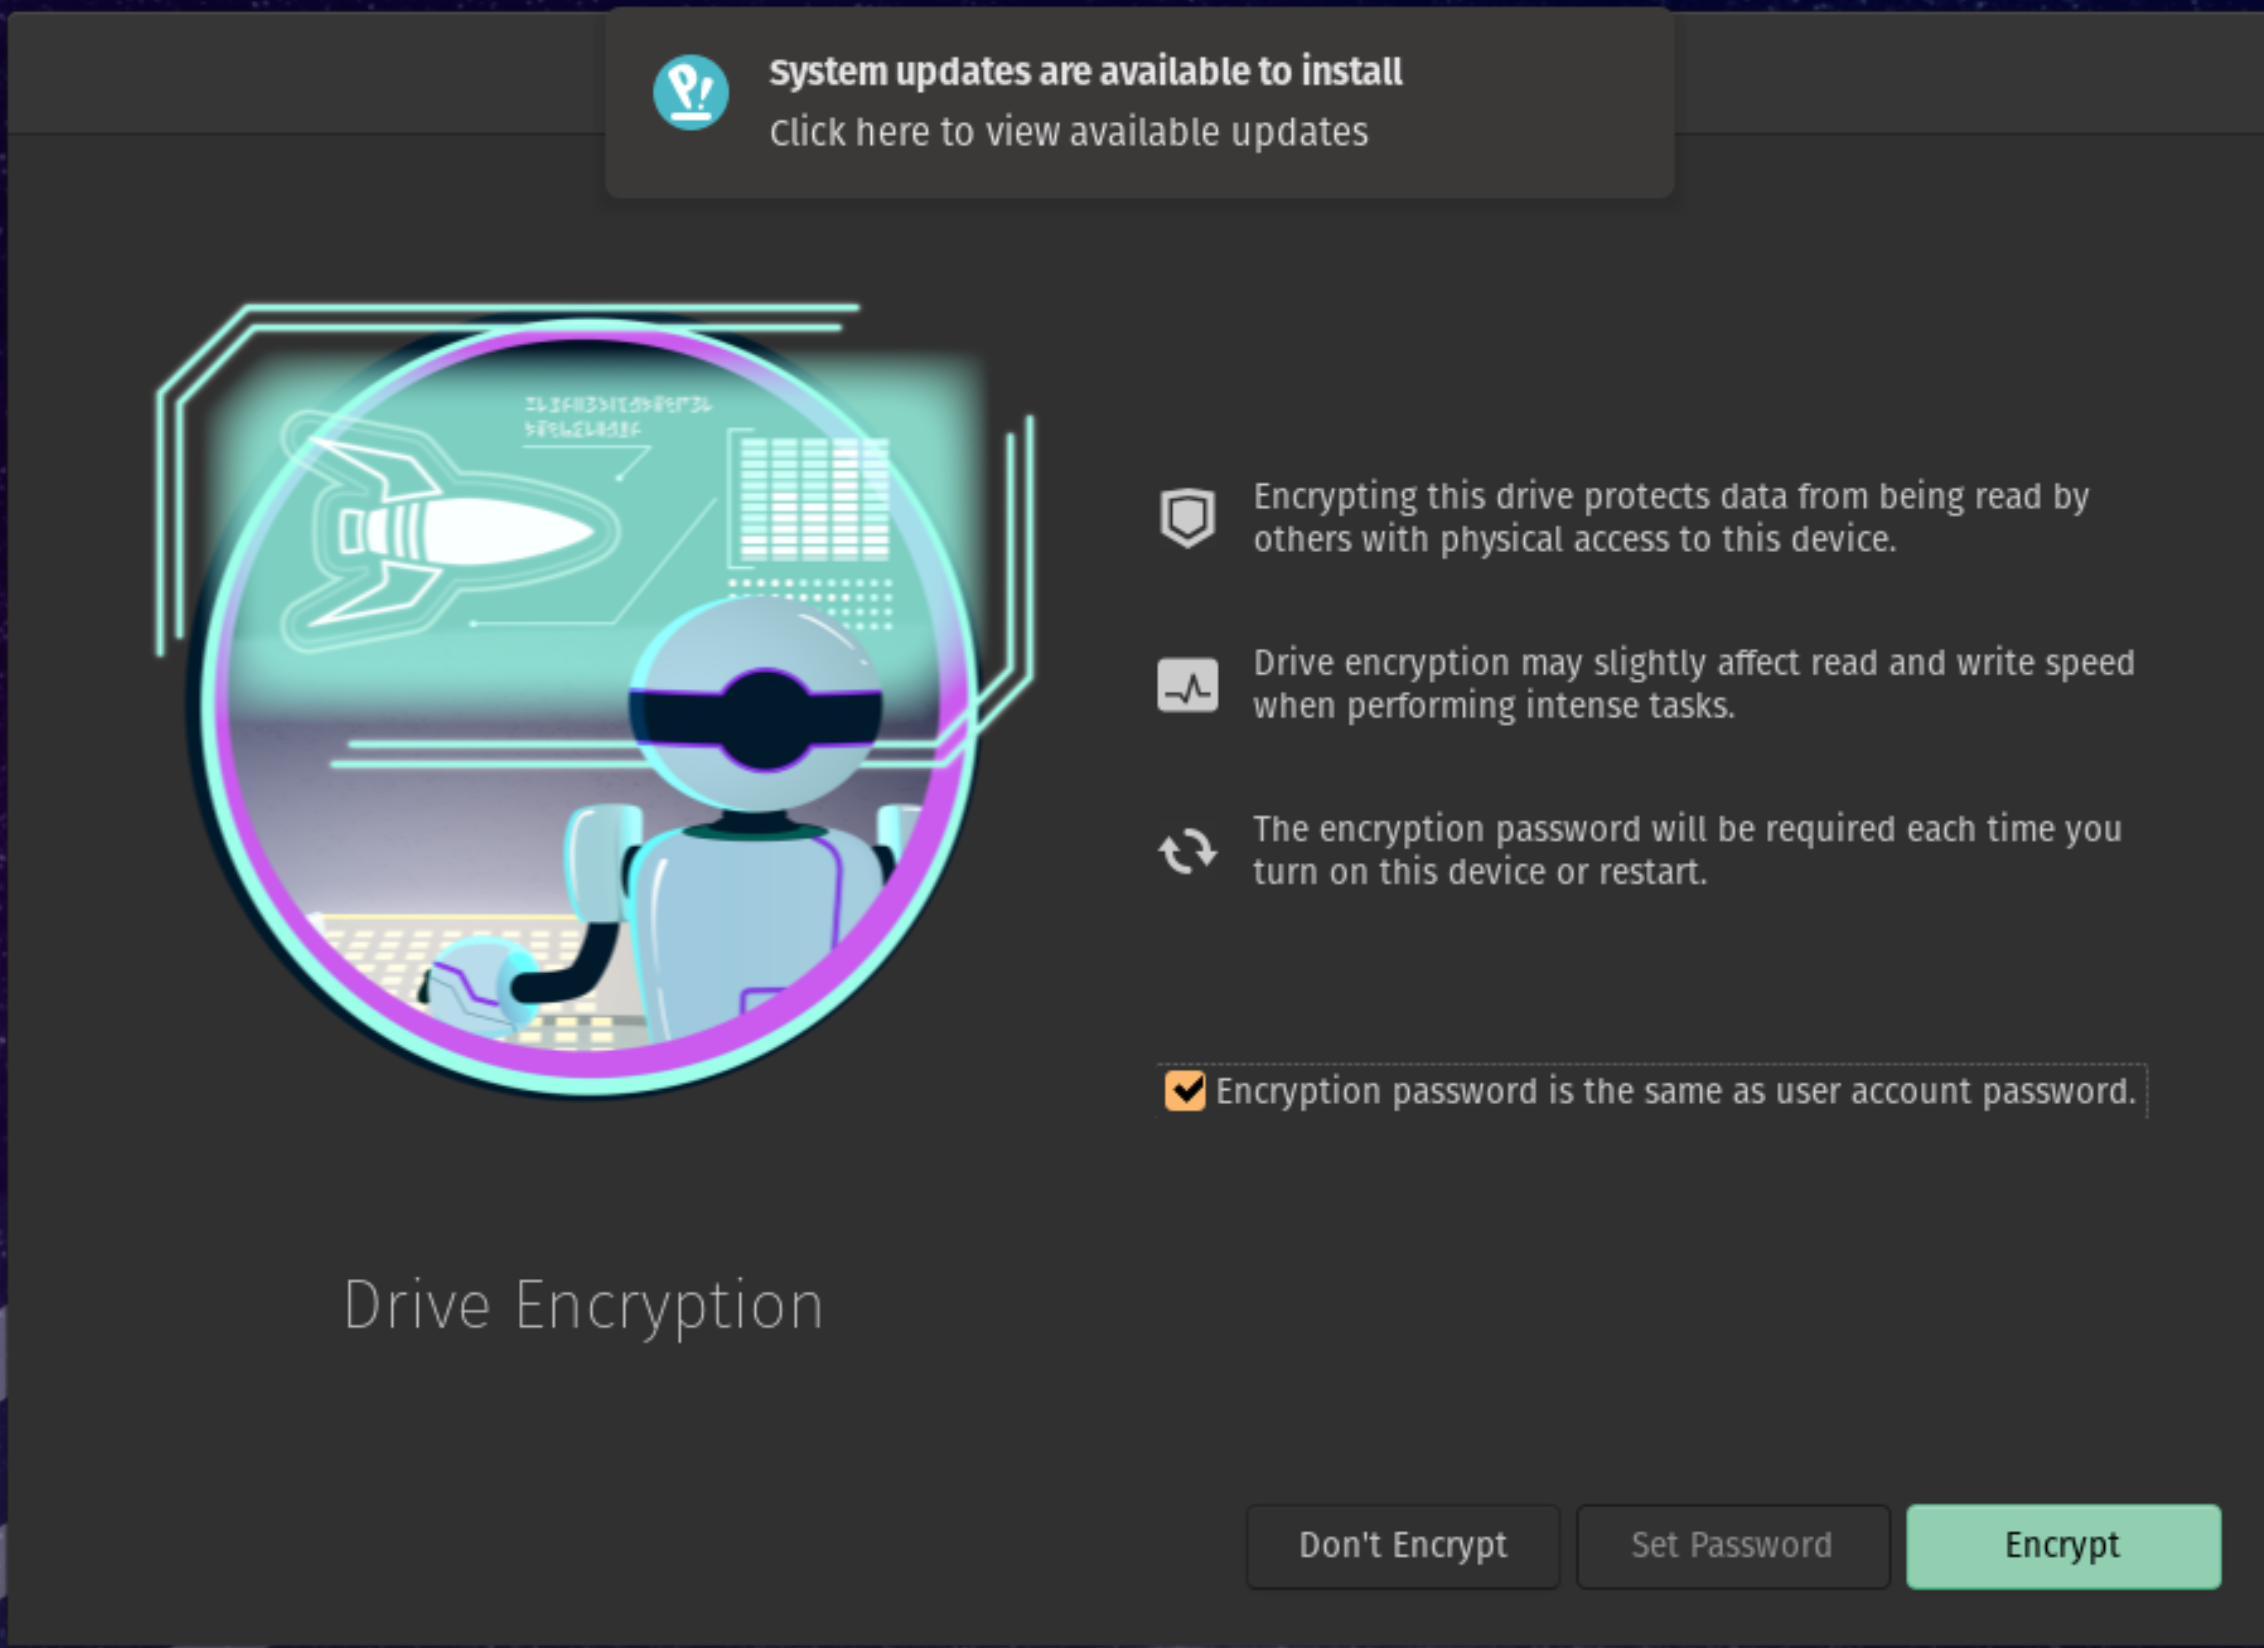 System updates are available to install
Click here to view available updates
Encrypting this drive protects data from being read by
others with physical access to this device.
Drive encryption may slightly affect read and write speed
when performing intense tasks.
The encryption password will be required each time you
turn on this device or restart.
Encryption password is the same as user account password.
Drive Encryption
Don't Encrypt
Set Password
Encrypt